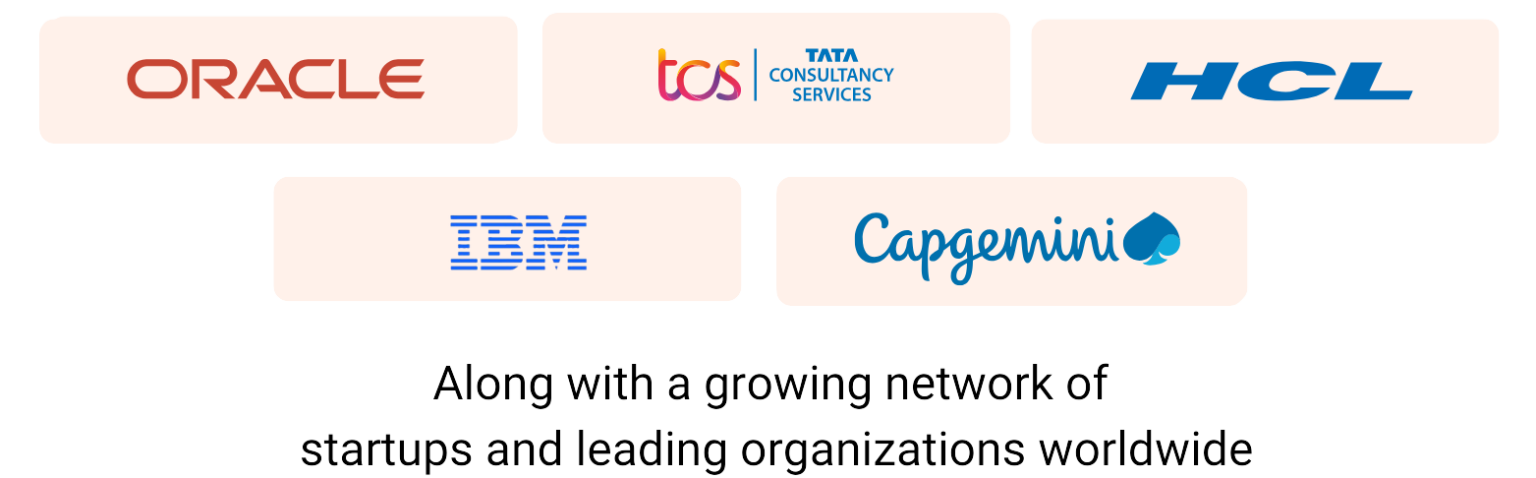 ORACLE
tcs TATA
CONSULTANCY
SERVICES
HCL
IBM
Capgemini
Along with a growing network of
startups and leading organizations worldwide